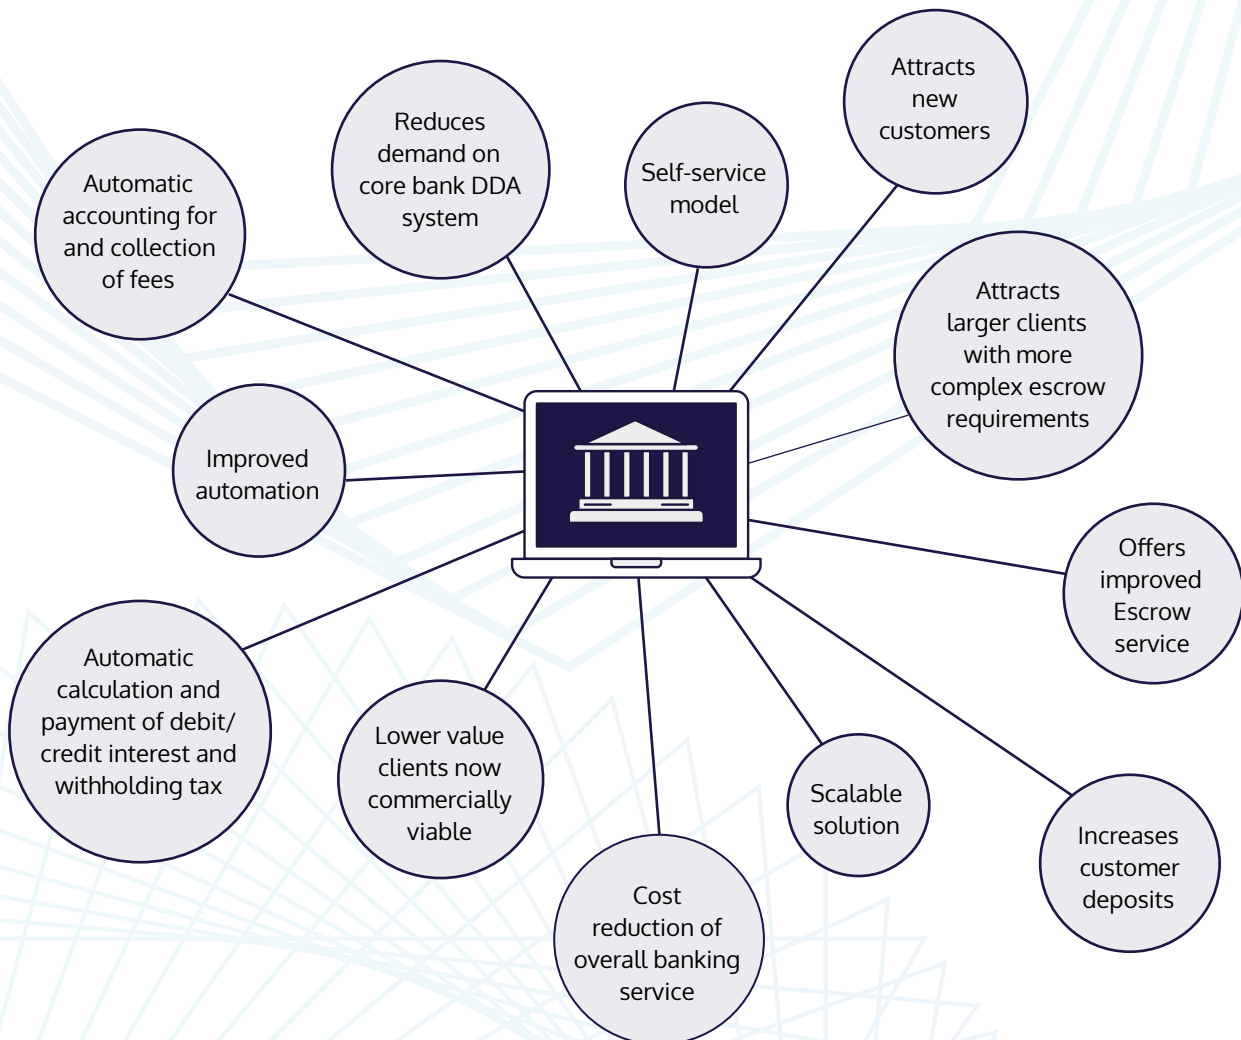 Attracts
new
customers
Reduces
demand on
core bank DDA
system
Self-service
model
Automatic
accounting for
and collection
of fees
Attracts
larger clients
with more
complex escrow
requirements
Improved
automation
Offers
improved
Escrow
service
Automatic
calculation and
payment of debit/
credit interest and
withholding tax
Lower value
clients now
commercially
viable
Scalable
solution
Increases
customer
deposits
Cost
reduction of
overall banking
service